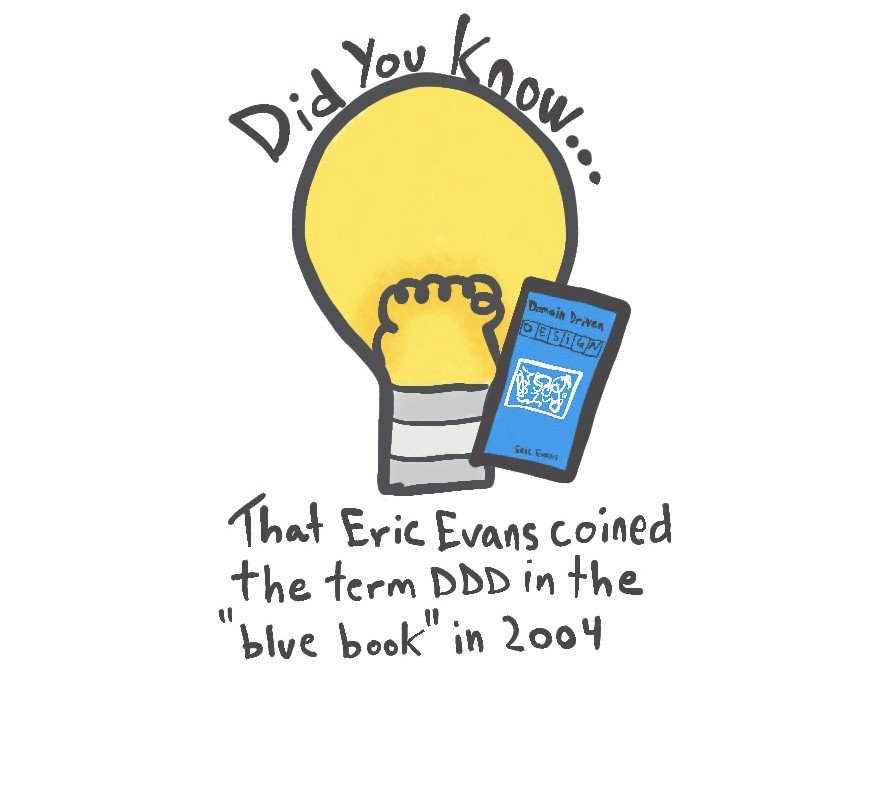 Did You Know...
Domain Driven
DESIGN
Eric Evans
That Eric Evans coined
the term DDD in the
"blue book" in 2004